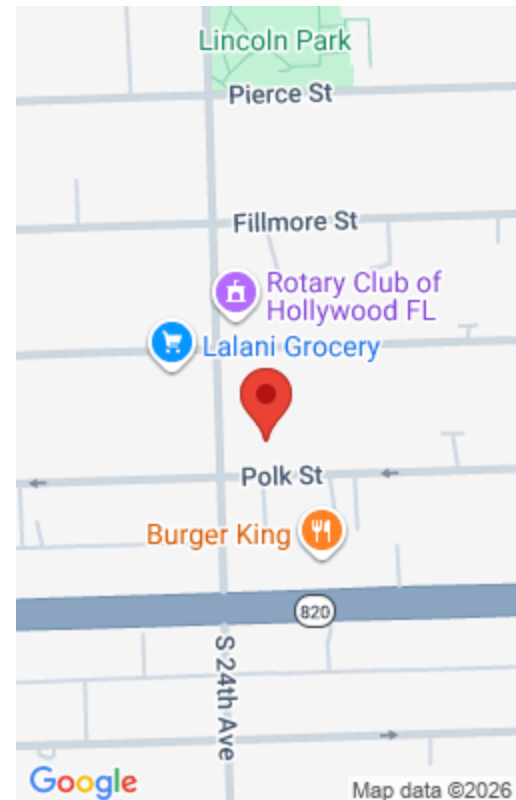 Lincoln Park
Pierce St
Fillmore St
Rotary Club of
Hollywood FL
Lalani Grocery
Polk St
Burger King
820
S 24th Ave
Google
Map data ©2026